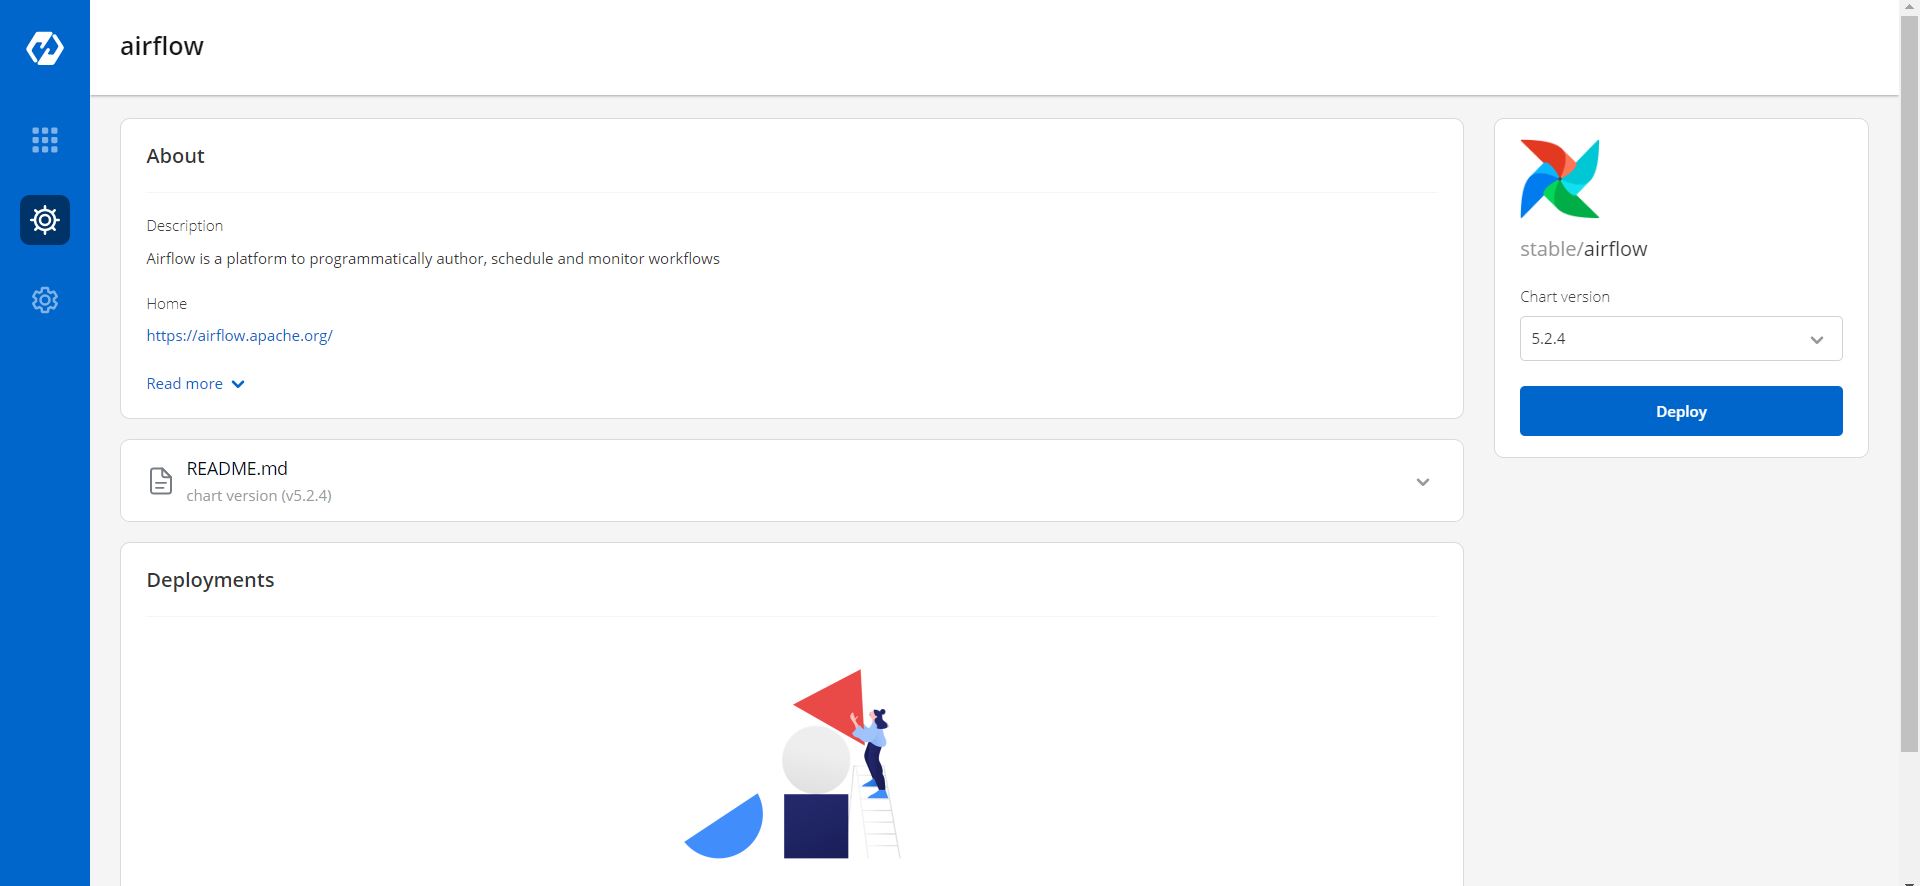 airflow
About
Description
Airflow is a platform to programmatically author, schedule and monitor workflows
Home
https://airflow.apache.org/
Read more
README.md
chart version (v5.2.4)
Deployments
stable/airflow
Chart version
5.2.4
Deploy